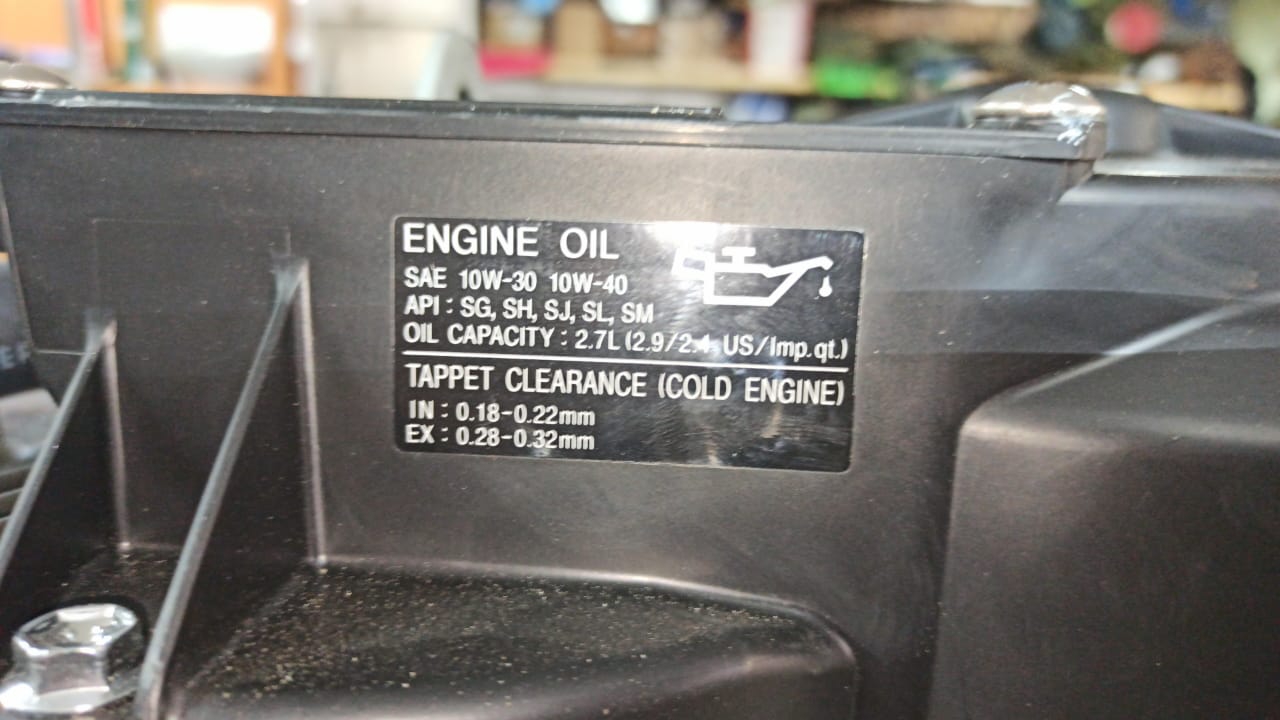 ENGINE OIL
SAE 10W-30 10W-40
API : SG, SH, SJ, SL, SM
OIL CAPACITY : 2.7L (2.9/2.4 US/Imp.qt.)
TAPPET CLEARANCE (COLD ENGINE)
IN : 0.18-0.22mm
EX : 0.28-0.32mm